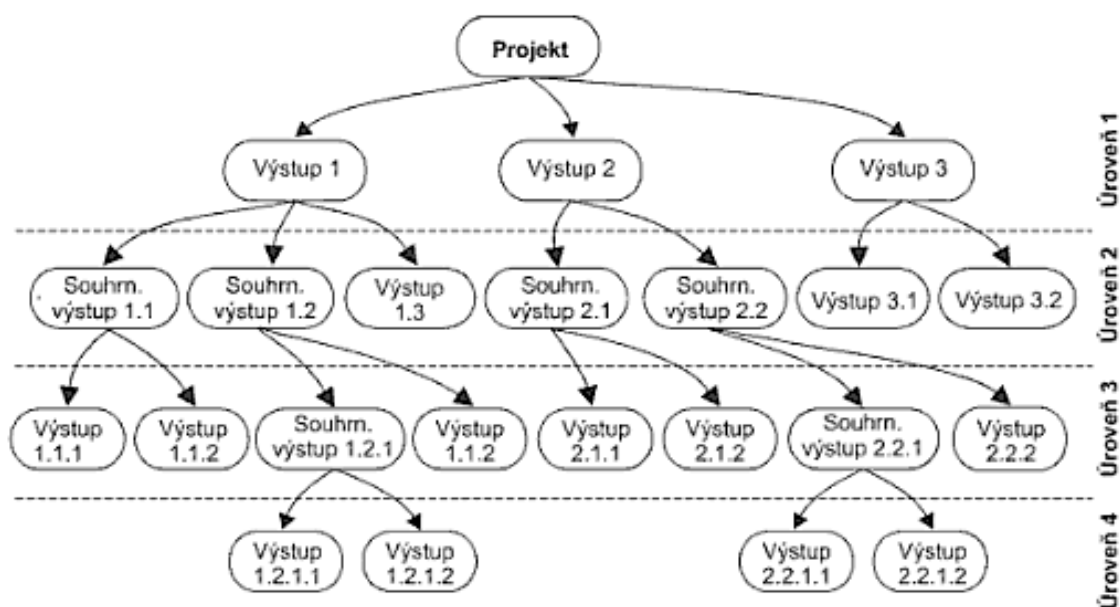 Projekt
Výstup 1
Výstup 2
Výstup 3
Úroveň 1
Souhrn.
výstup 1.1
Souhrn.
výstup 1.2
Výstup
1.3
Souhrn.
výstup 2.1
Souhrn.
výstup 2.2
Výstup 3.1
Výstup 3.2
Úroveň 2
Výstup
1.1.1
Výstup
1.1.2
Souhrn.
výstup 1.2.1
Výstup
1.1.2
Výstup
2.1.1
Výstup
2.1.2
Souhrn.
výstup 2.2.1
Výstup
2.2.2
Úroveň 3
Výstup
1.2.1.1
Výstup
1.2.1.2
Výstup
2.2.1.1
Výstup
2.2.1.2
Úroveň 4